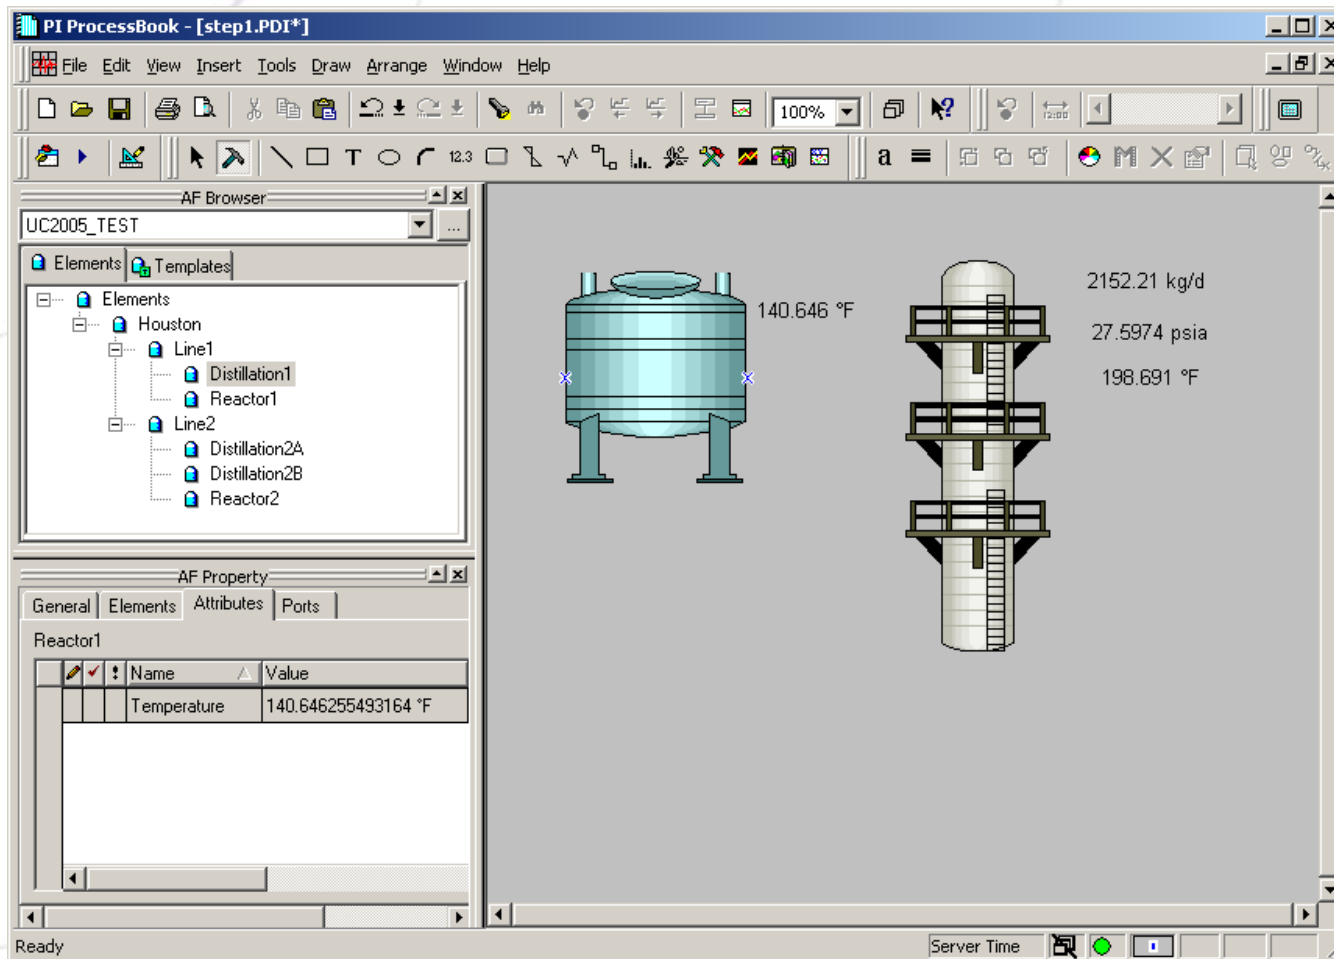 PI ProcessBook - [step1.PDI*]
File Edit View Insert Tools Draw Arrange Window Help
100%
12:00
T 12.3 a
AF Browser
UC2005_TEST
...
Elements Templates
Elements
Houston
Line1
Distillation1
Reactor1
Line2
Distillation2A
Distillation2B
Reactor2
AF Property
General Elements Attributes Ports
Reactor1
Name Value
Temperature 140.646255493164 °F
140.646 °F
2152.21 kg/d
27.5974 psia
198.691 °F
Ready Server Time